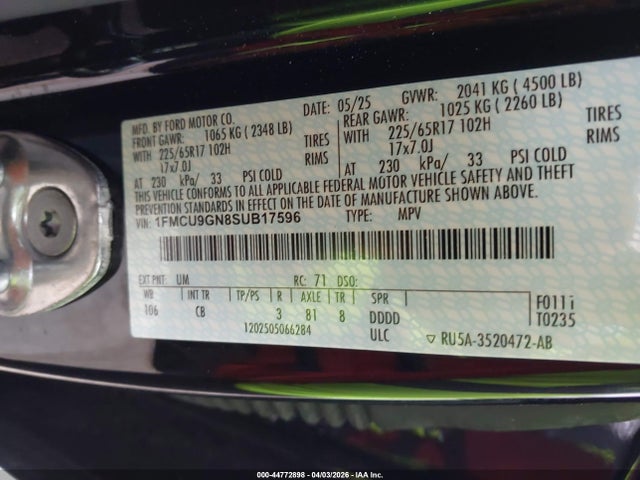 MFD. BY FORD MOTOR CO. DATE: 05/25 GVWR: 2041 KG ( 4500 LB)
FRONT GAWR: 1065 KG ( 2348 LB) REAR GAWR: 1025 KG ( 2260 LB)
WITH 225/65R17 102H TIRES WITH 225/65R17 102H TIRES
17x7.0J RIMS 17x7.0J RIMS
AT 230 kPa/ 33 PSI COLD AT 230 kPa/ 33 PSI COLD
THIS VEHICLE CONFORMS TO ALL APPLICABLE FEDERAL MOTOR VEHICLE SAFETY AND THEFT
PREVENTION STANDARDS IN EFFECT ON THE DATE OF MANUFACTURE SHOWN ABOVE.
VIN: 1FMCU9GN8SUB17596 TYPE: MPV
EXT PNT: UM RC: 71 DSO:
WB INT TR TP/PS R AXLE TR SPR
106 CB 3 81 8 DDDD
F011i
T0235
1202505066284 ULC RU5A-3520472-AB
000-44772898 - 04/03/2026 - IAA Inc.